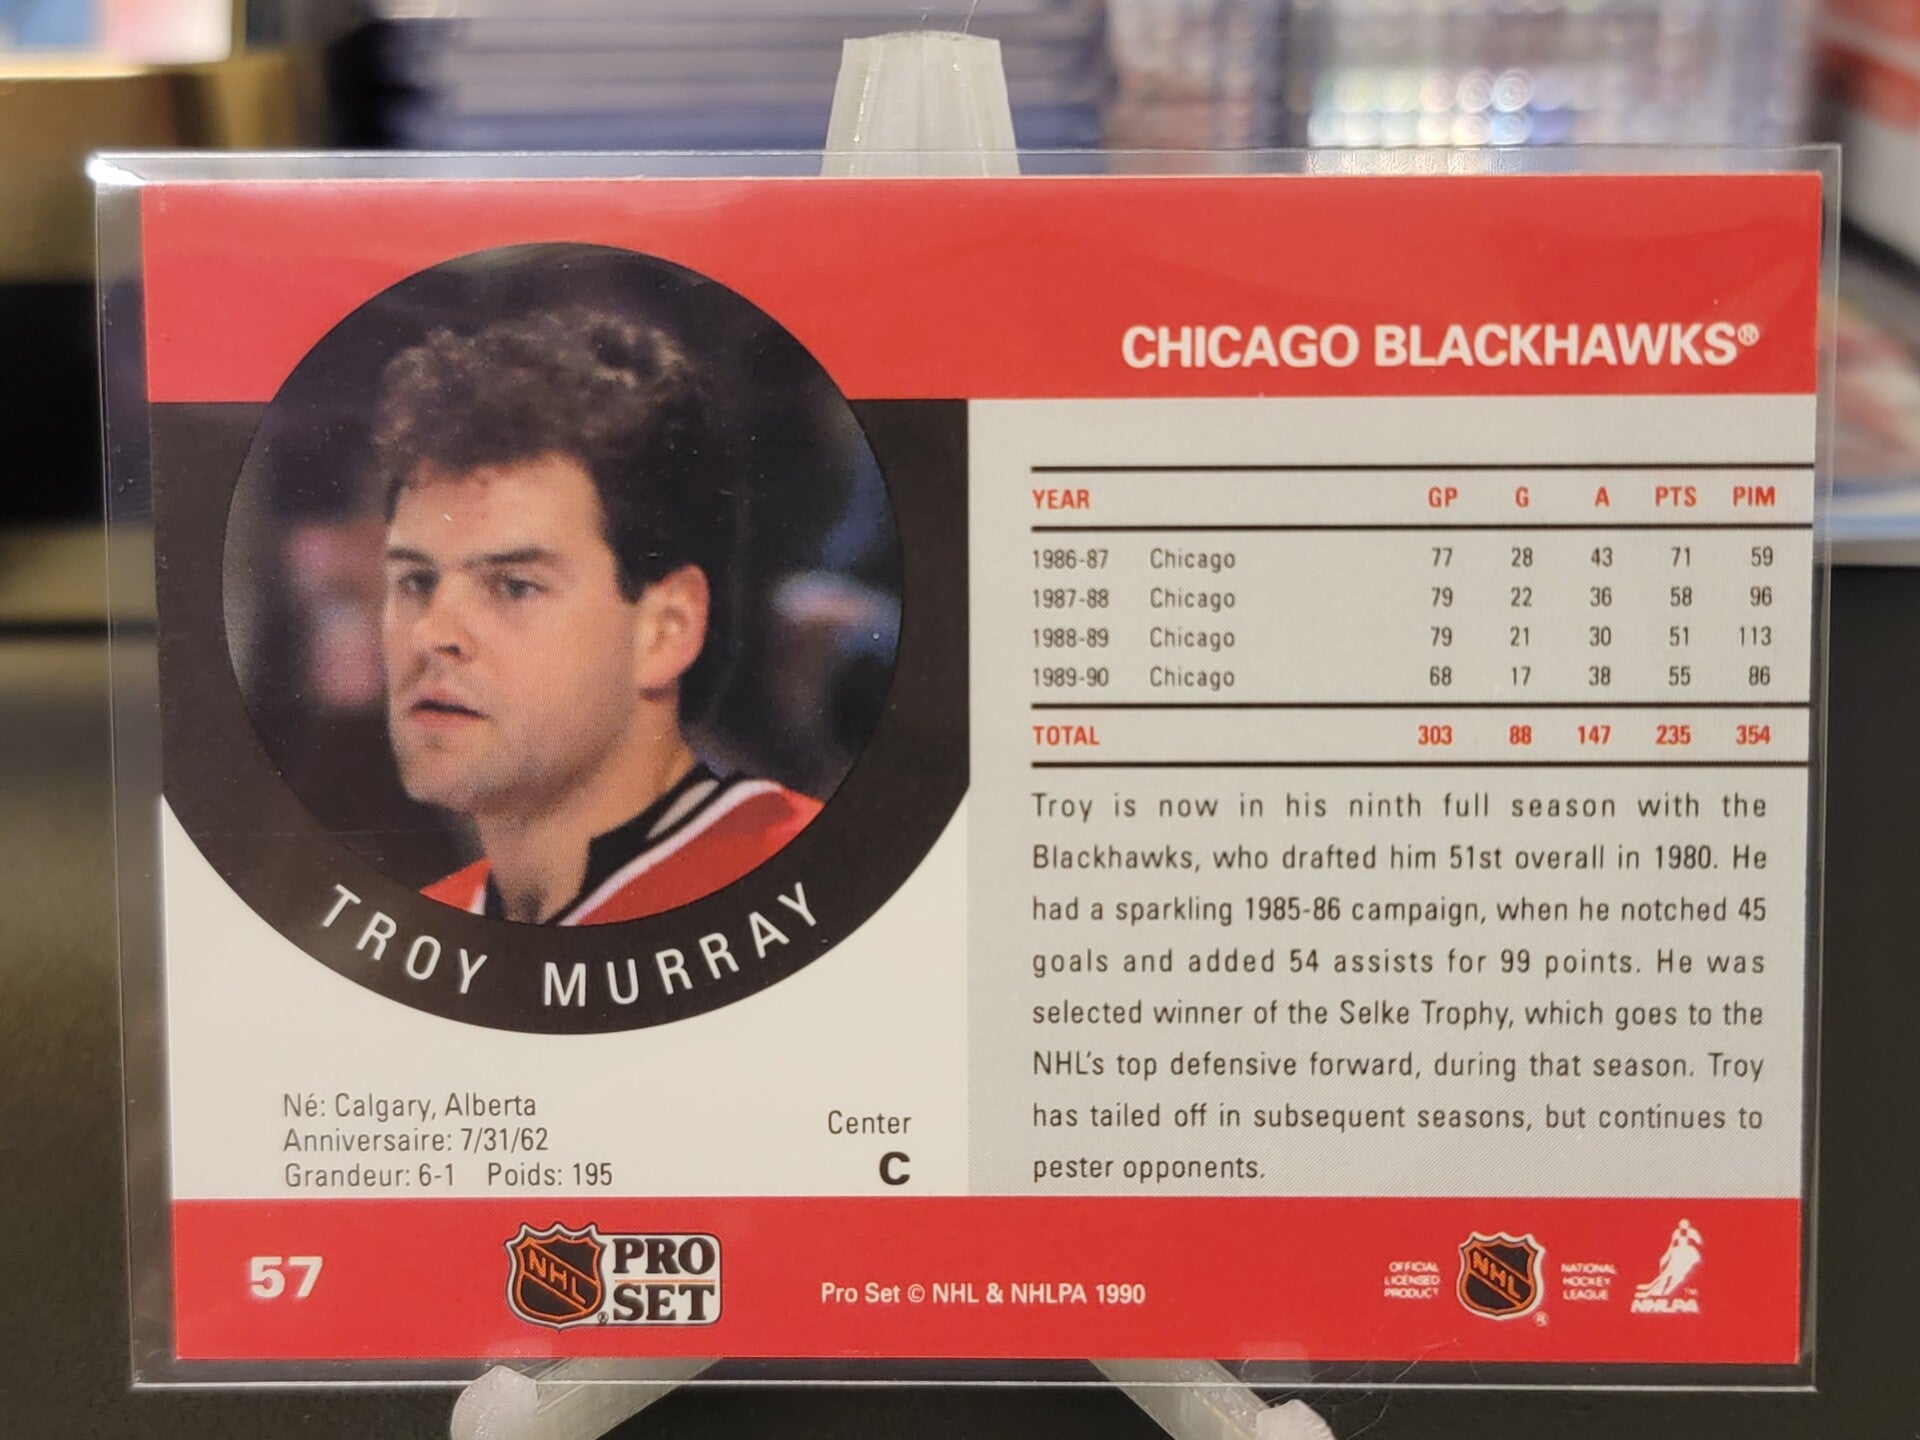 CHICAGO BLACKHAWKS®
YEAR GP G A PTS PIM
1986-87 Chicago 77 28 43 71 59
1987-88 Chicago 79 22 36 58 96
1988-89 Chicago 79 21 30 51 113
1989-90 Chicago 68 17 38 55 86
TOTAL 303 88 147 235 354
Troy is now in his ninth full season with the
Blackhawks, who drafted him 51st overall in 1980. He
had a sparkling 1985-86 campaign, when he notched 45
goals and added 54 assists for 99 points. He was
selected winner of the Selke Trophy, which goes to the
NHL's top defensive forward, during that season. Troy
has tailed off in subsequent seasons, but continues to
pester opponents.
TROY MURRAY
Né: Calgary, Alberta
Anniversaire: 7/31/62
Grandeur: 6-1 Poids: 195
Center
C
57
NHL
PRO
SET
®
Pro Set © NHL & NHLPA 1990
OFFICIAL
LICENSED
PRODUCT
NHL
®
NATIONAL
HOCKEY
LEAGUE
™
NHLPA